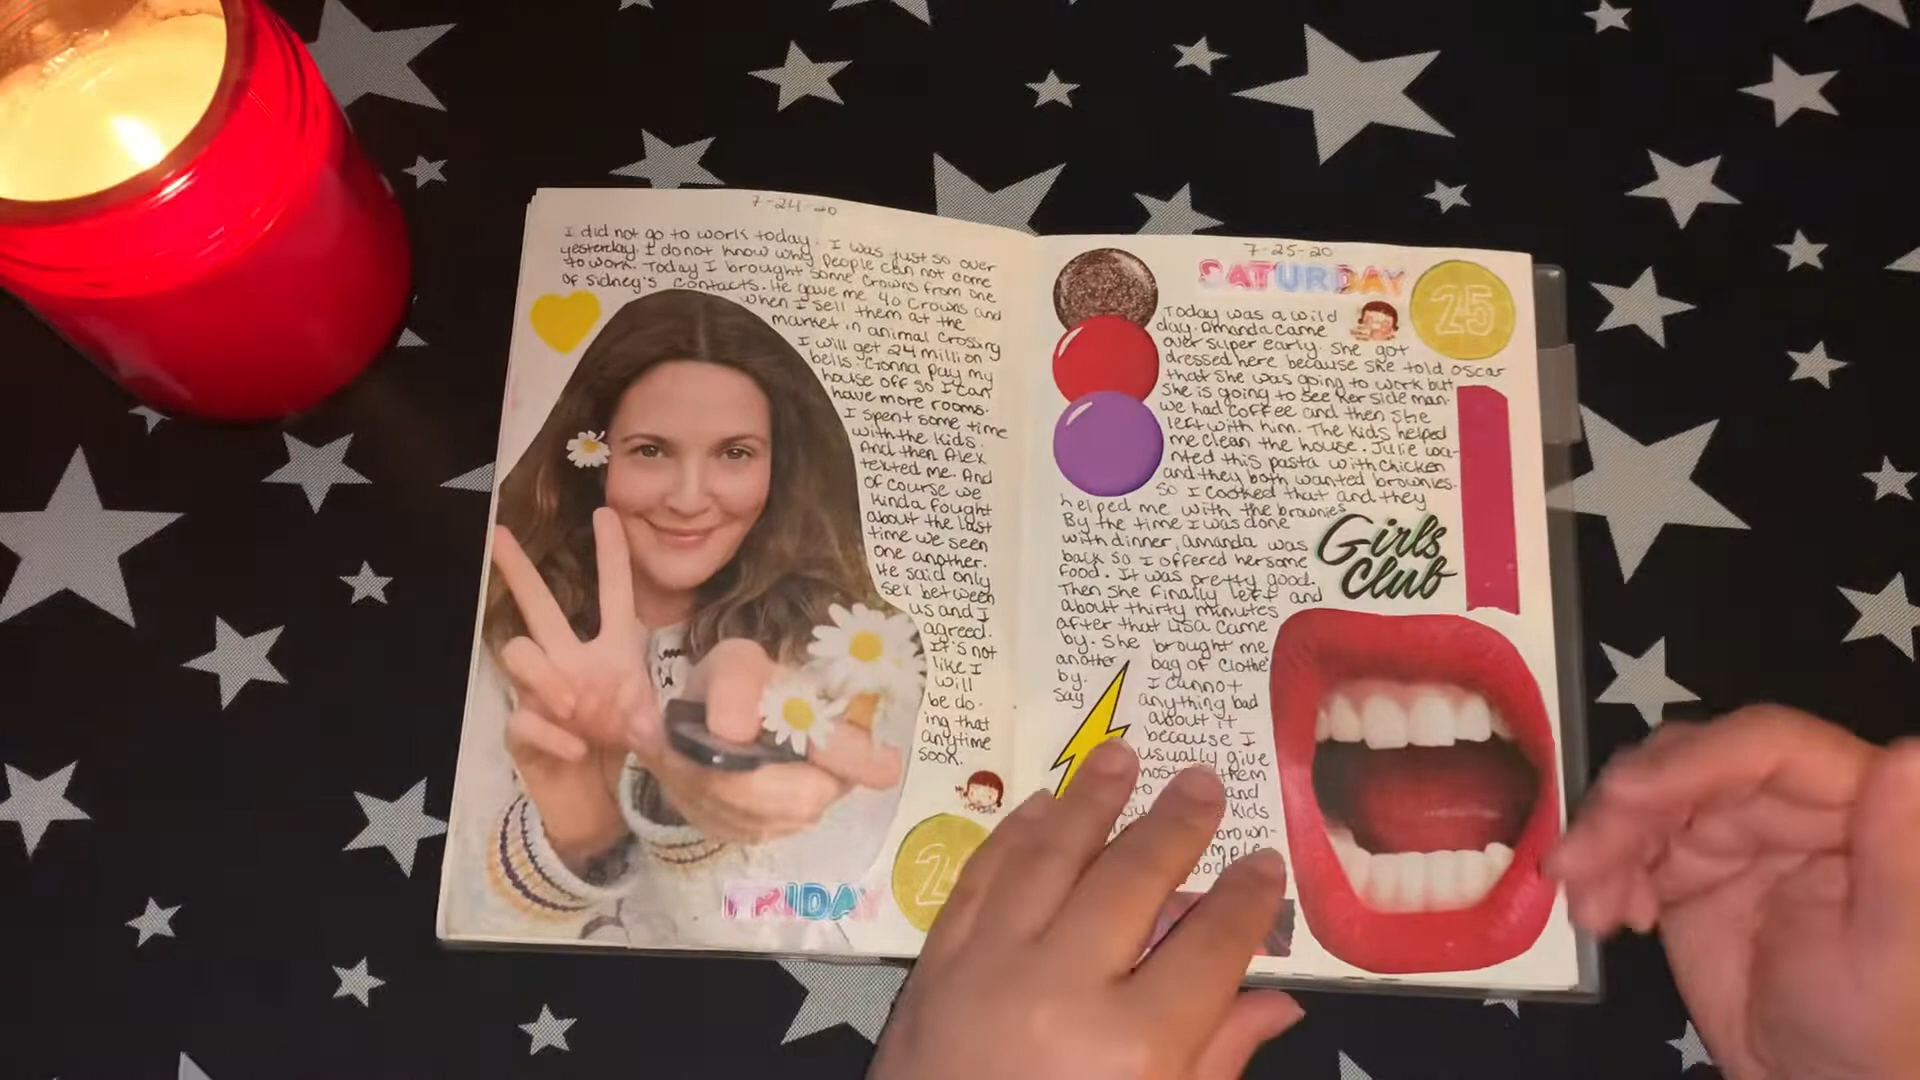 7-24-20
I did not go to work today. I was just so over
yesterday. I do not know why people can not come
to work. Today I brought some crowns from one
of Sidney's contacts. He gave me 40 crowns and
when I sell them at the
market in animal crossing
I will get 24 million
bells. Gonna pay my
house off so I can
have more rooms.
I spent some time
with the kids.
And then Alex
texted me. And
of course we
kinda fought
about the last
time we seen
one another.
He said only
sex between
us and I
agreed.
It's not
like I
will
be do-
ing that
anytime
soon.
FRIDAY
7-25-20
SATURDAY
25
Today was a wild
day. Amanda came
over super early. She got
dressed here because she told oscar
that she was going to work but
she is going to see her side man.
we had coffee and then she
left with him. The kids helped
me clean the house. Julie wa-
nted this pasta with chicken
and they both wanted brownies.
So I cooked that and they
helped me with the brownies
By the time I was done
with dinner, amanda was
back so I offered her some
food. It was pretty good.
Then she finally left and
about thirty minutes
after that Lisa came
by. She brought me
another bag of clothe
by. I cannot
say anything bad
about it
because I
usually give
most them
to and
kids
brown-
Girls
Club